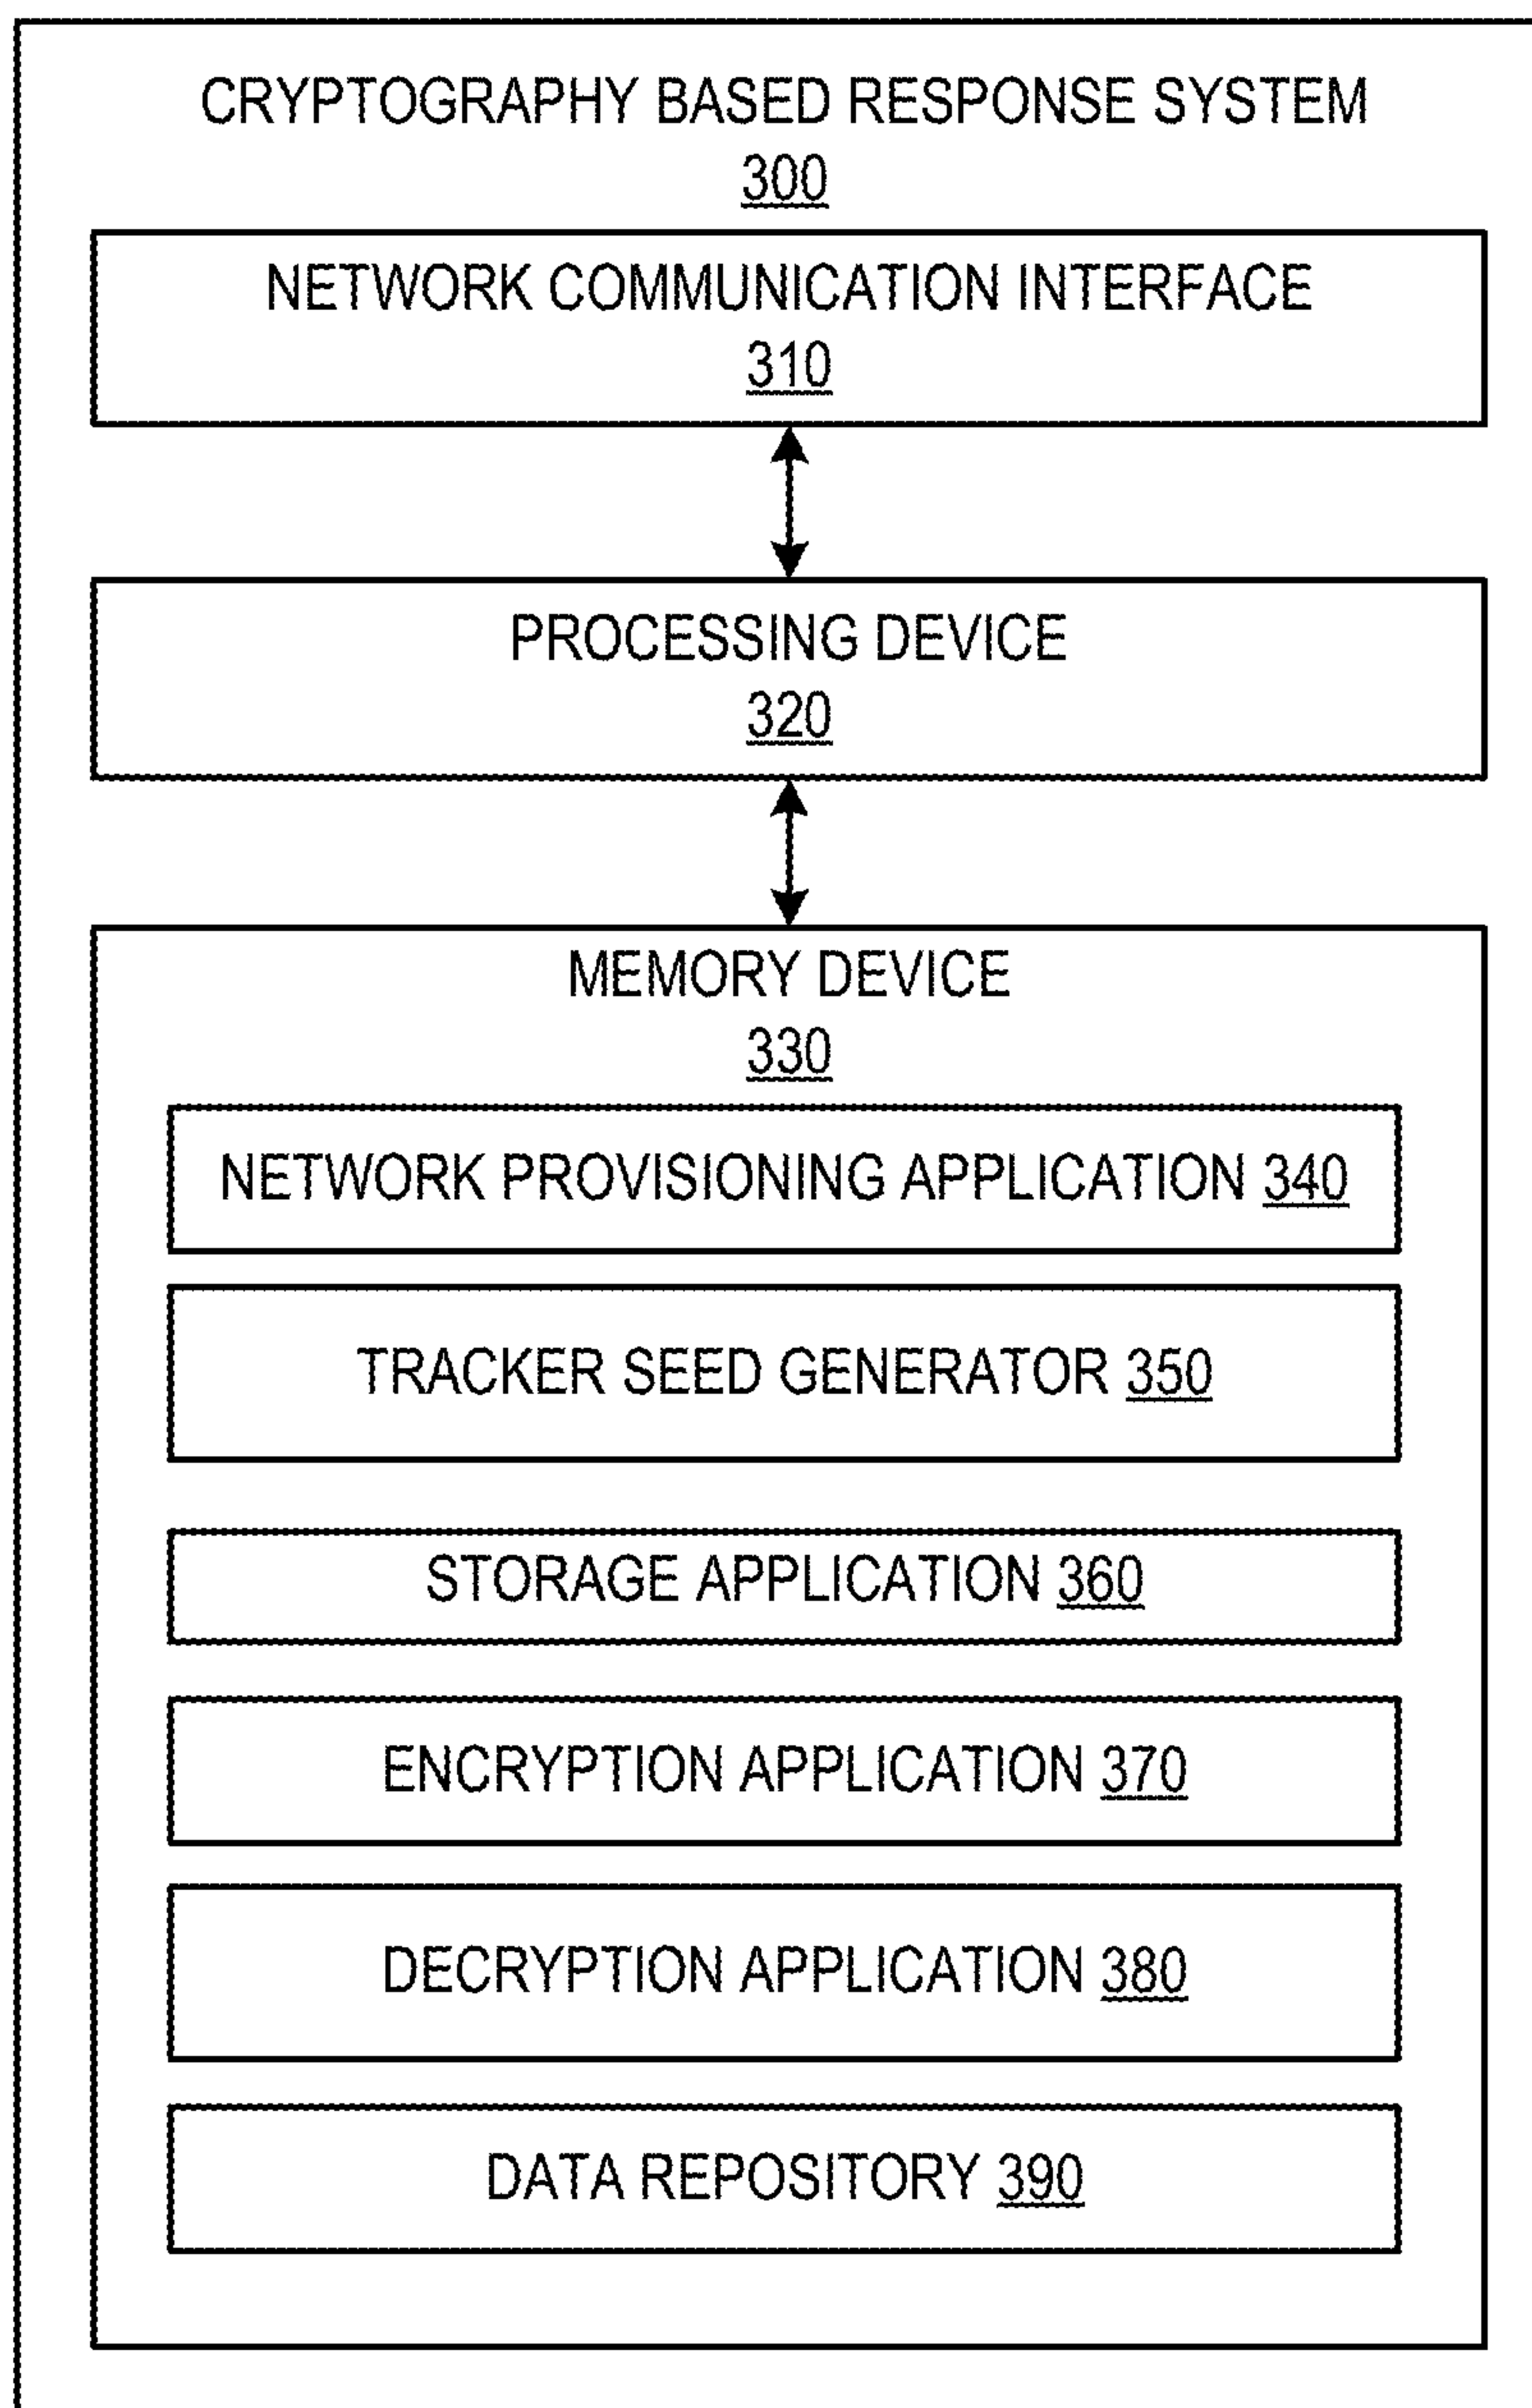 CRYPTOGRAPHY BASED RESPONSE SYSTEM
300
NETWORK COMMUNICATION INTERFACE
310
PROCESSING DEVICE
320
MEMORY DEVICE
330
NETWORK PROVISIONING APPLICATION 340
TRACKER SEED GENERATOR 350
STORAGE APPLICATION 360
ENCRYPTION APPLICATION 370
DECRYPTION APPLICATION 380
DATA REPOSITORY 390